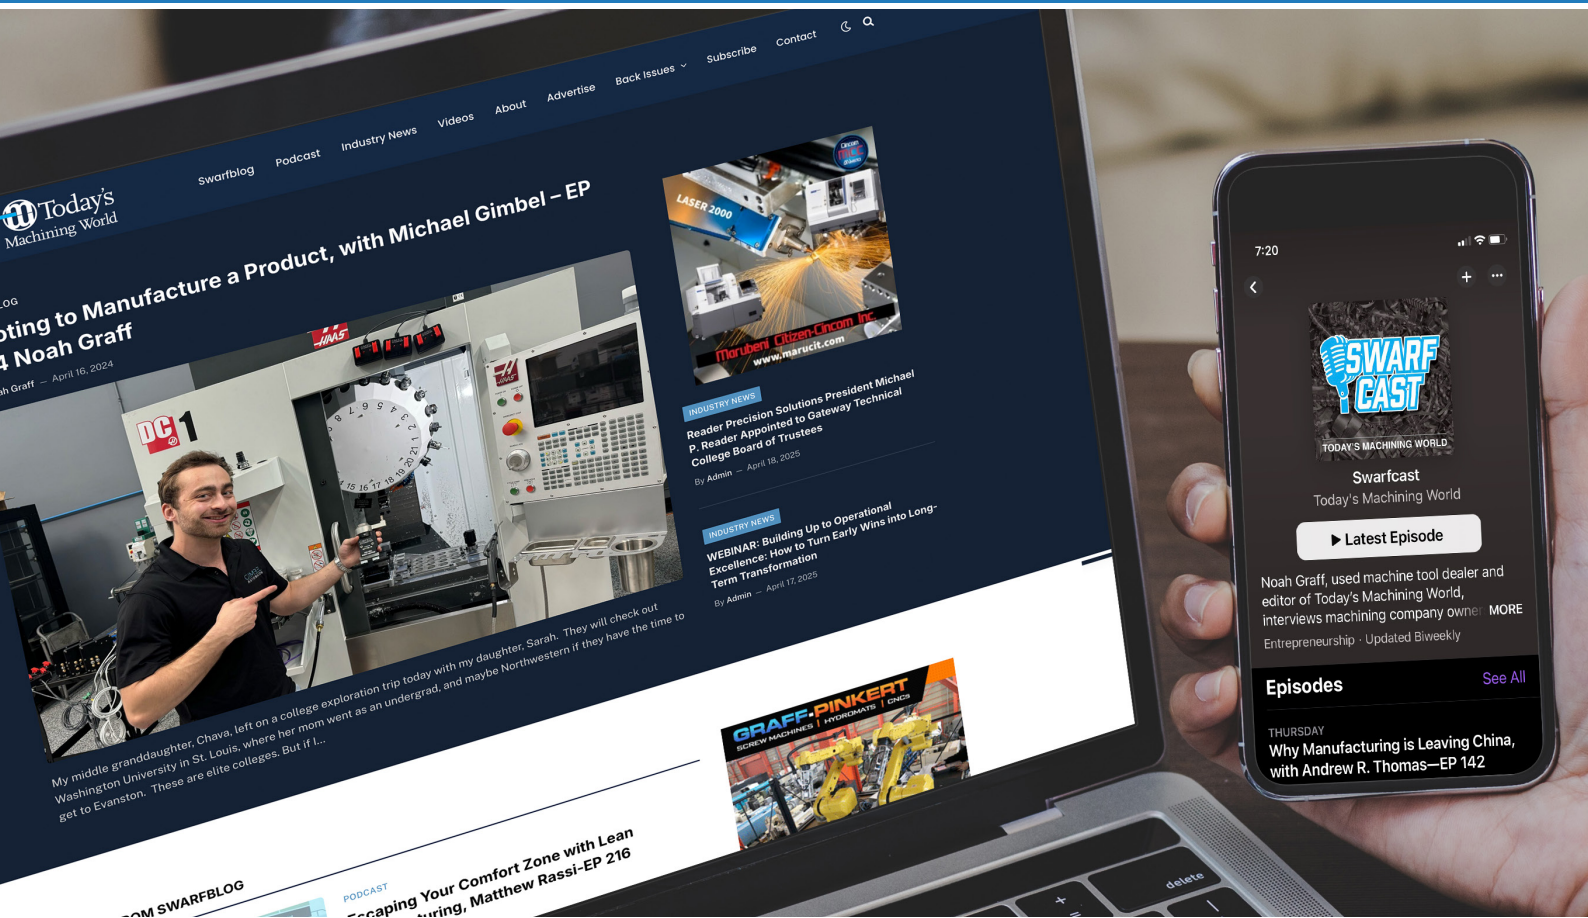 Swarfblog
Podcast
Industry News
Videos
About
Advertise
Back Issues
Subscribe
Contact
Today's
Machining World
to Manufacture a Product, with Michael Gimbel – EP
Noah Graff
Graff — April 16, 2024
HAAS
HAAS
DC 1
My middle granddaughter, Chava, left on a college exploration trip today with my daughter, Sarah. They will check out
Washington University in St. Louis, where her mom went as an undergrad, and maybe Northwestern if they have the time to
get to Evanston. These are elite colleges. But if I...
Cincom
MCC
LASER 2000
Marubeni Citizen-Cincom Inc.
www.marucit.com
INDUSTRY NEWS
Reader Precision Solutions President Michael
P. Reader Appointed to Gateway Technical
College Board of Trustees
By Admin — April 18, 2025
INDUSTRY NEWS
WEBINAR: Building Up to Operational
Excellence: How to Turn Early Wins into Long-
Term Transformation
By Admin — April 17, 2025
GRAFF-PINKERT
SCREW MACHINES | HYDROMATS | CNCS
SWARFBLOG
PODCAST
Your Comfort Zone with Lean
Matthew Rassi-EP 216
delete
7:20
SWARF
CAST
TODAY'S MACHINING WORLD
Swarfcast
Today's Machining World
Latest Episode
Noah Graff, used machine tool dealer and
editor of Today's Machining World,
interviews machining company owner MORE
Entrepreneurship · Updated Biweekly
Episodes
See All
THURSDAY
Why Manufacturing is Leaving China,
with Andrew R. Thomas—EP 142